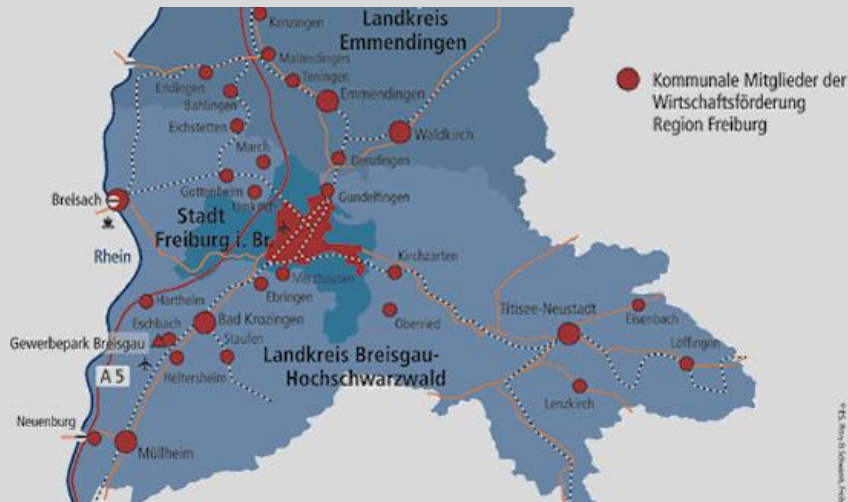 Landkreis
Emmendingen
Kenzingen
Malterdingen
Teningen
Endingen
Bahlingen
Emmendingen
Eichstetten
Waldkirch
March
Denzlingen
Gottenheim
Umkirch
Gundelfingen
Breisach
Stadt
Freiburg i. Br.
Rhein
Kirchzarten
Merzhausen
Ebringen
Hartheim
Titisee-Neustadt
Eisenbach
Eschbach
Bad Krozingen
Oberried
Gewerbepark Breisgau
Staufen
Löffingen
Landkreis Breisgau-
Hochschwarzwald
Heitersheim
A 5
Lenzkirch
Neuenburg
Müllheim
Kommunale Mitglieder der
Wirtschaftsförderung
Region Freiburg